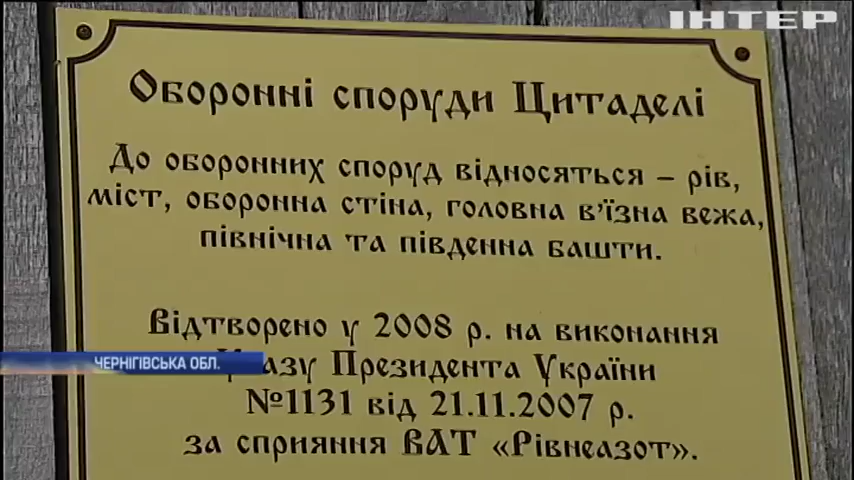 ІНТЕР
Оборонні споруди Цитаделі
До оборонних споруд відносяться – рів,
міст, оборонна стіна, головна в'їзна вежа,
північна та південна башти.
Відтворено у 2008 р. на виконання
ЧЕРНІГІВСЬКА ОБЛ.
Указу Президента України
№1131 від 21.11.2007 р.
за сприяння ВАТ «Рівнеазот».